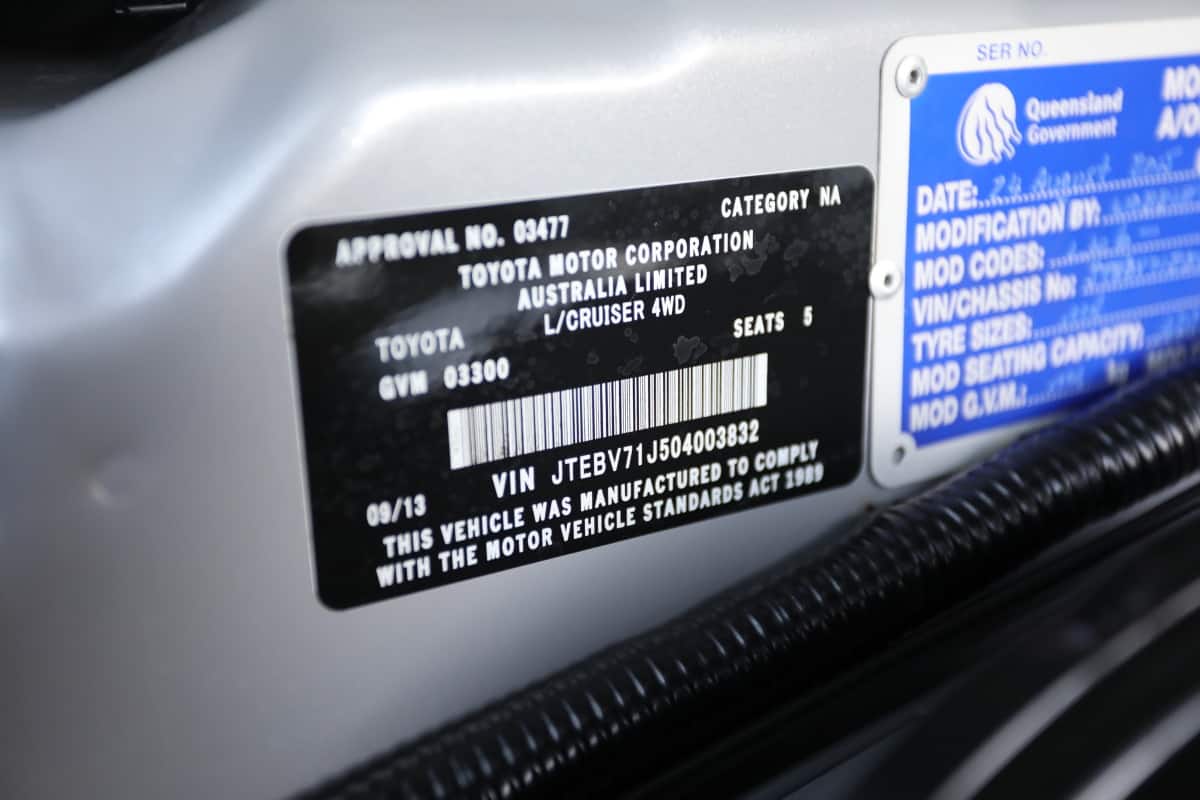 APPROVAL NO. 03477 CATEGORY NA
TOYOTA MOTOR CORPORATION
AUSTRALIA LIMITED
TOYOTA L/CRUISER 4WD
GVM 03300 SEATS 5
VIN JTEBV71J504003832
09/13
THIS VEHICLE WAS MANUFACTURED TO COMPLY
WITH THE MOTOR VEHICLE STANDARDS ACT 1989
SER NO.
Queensland
Government
DATE: 24 August
MODIFICATION BY:
MOD CODES:
VIN/CHASSIS No:
TYRE SIZES:
MOD SEATING CAPACITY:
MOD G.V.M.: